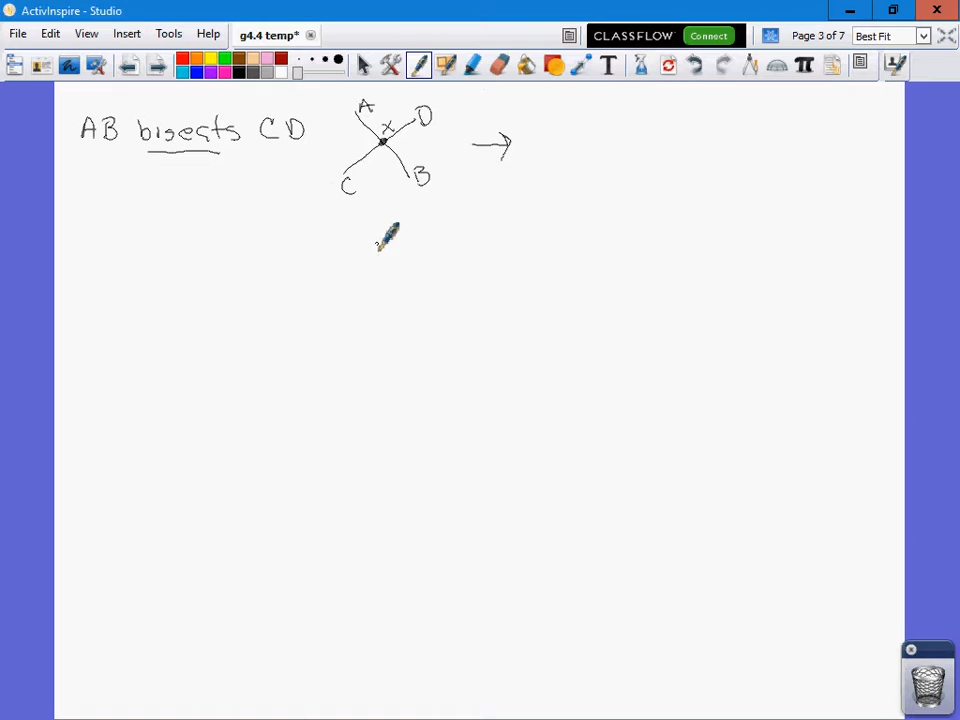 ActivInspire - Studio
File Edit View Insert Tools Help g4.4 temp* CLASSFLOW Connect Page 3 of 7 Best Fit
AB bisects CD
A
X D
C B